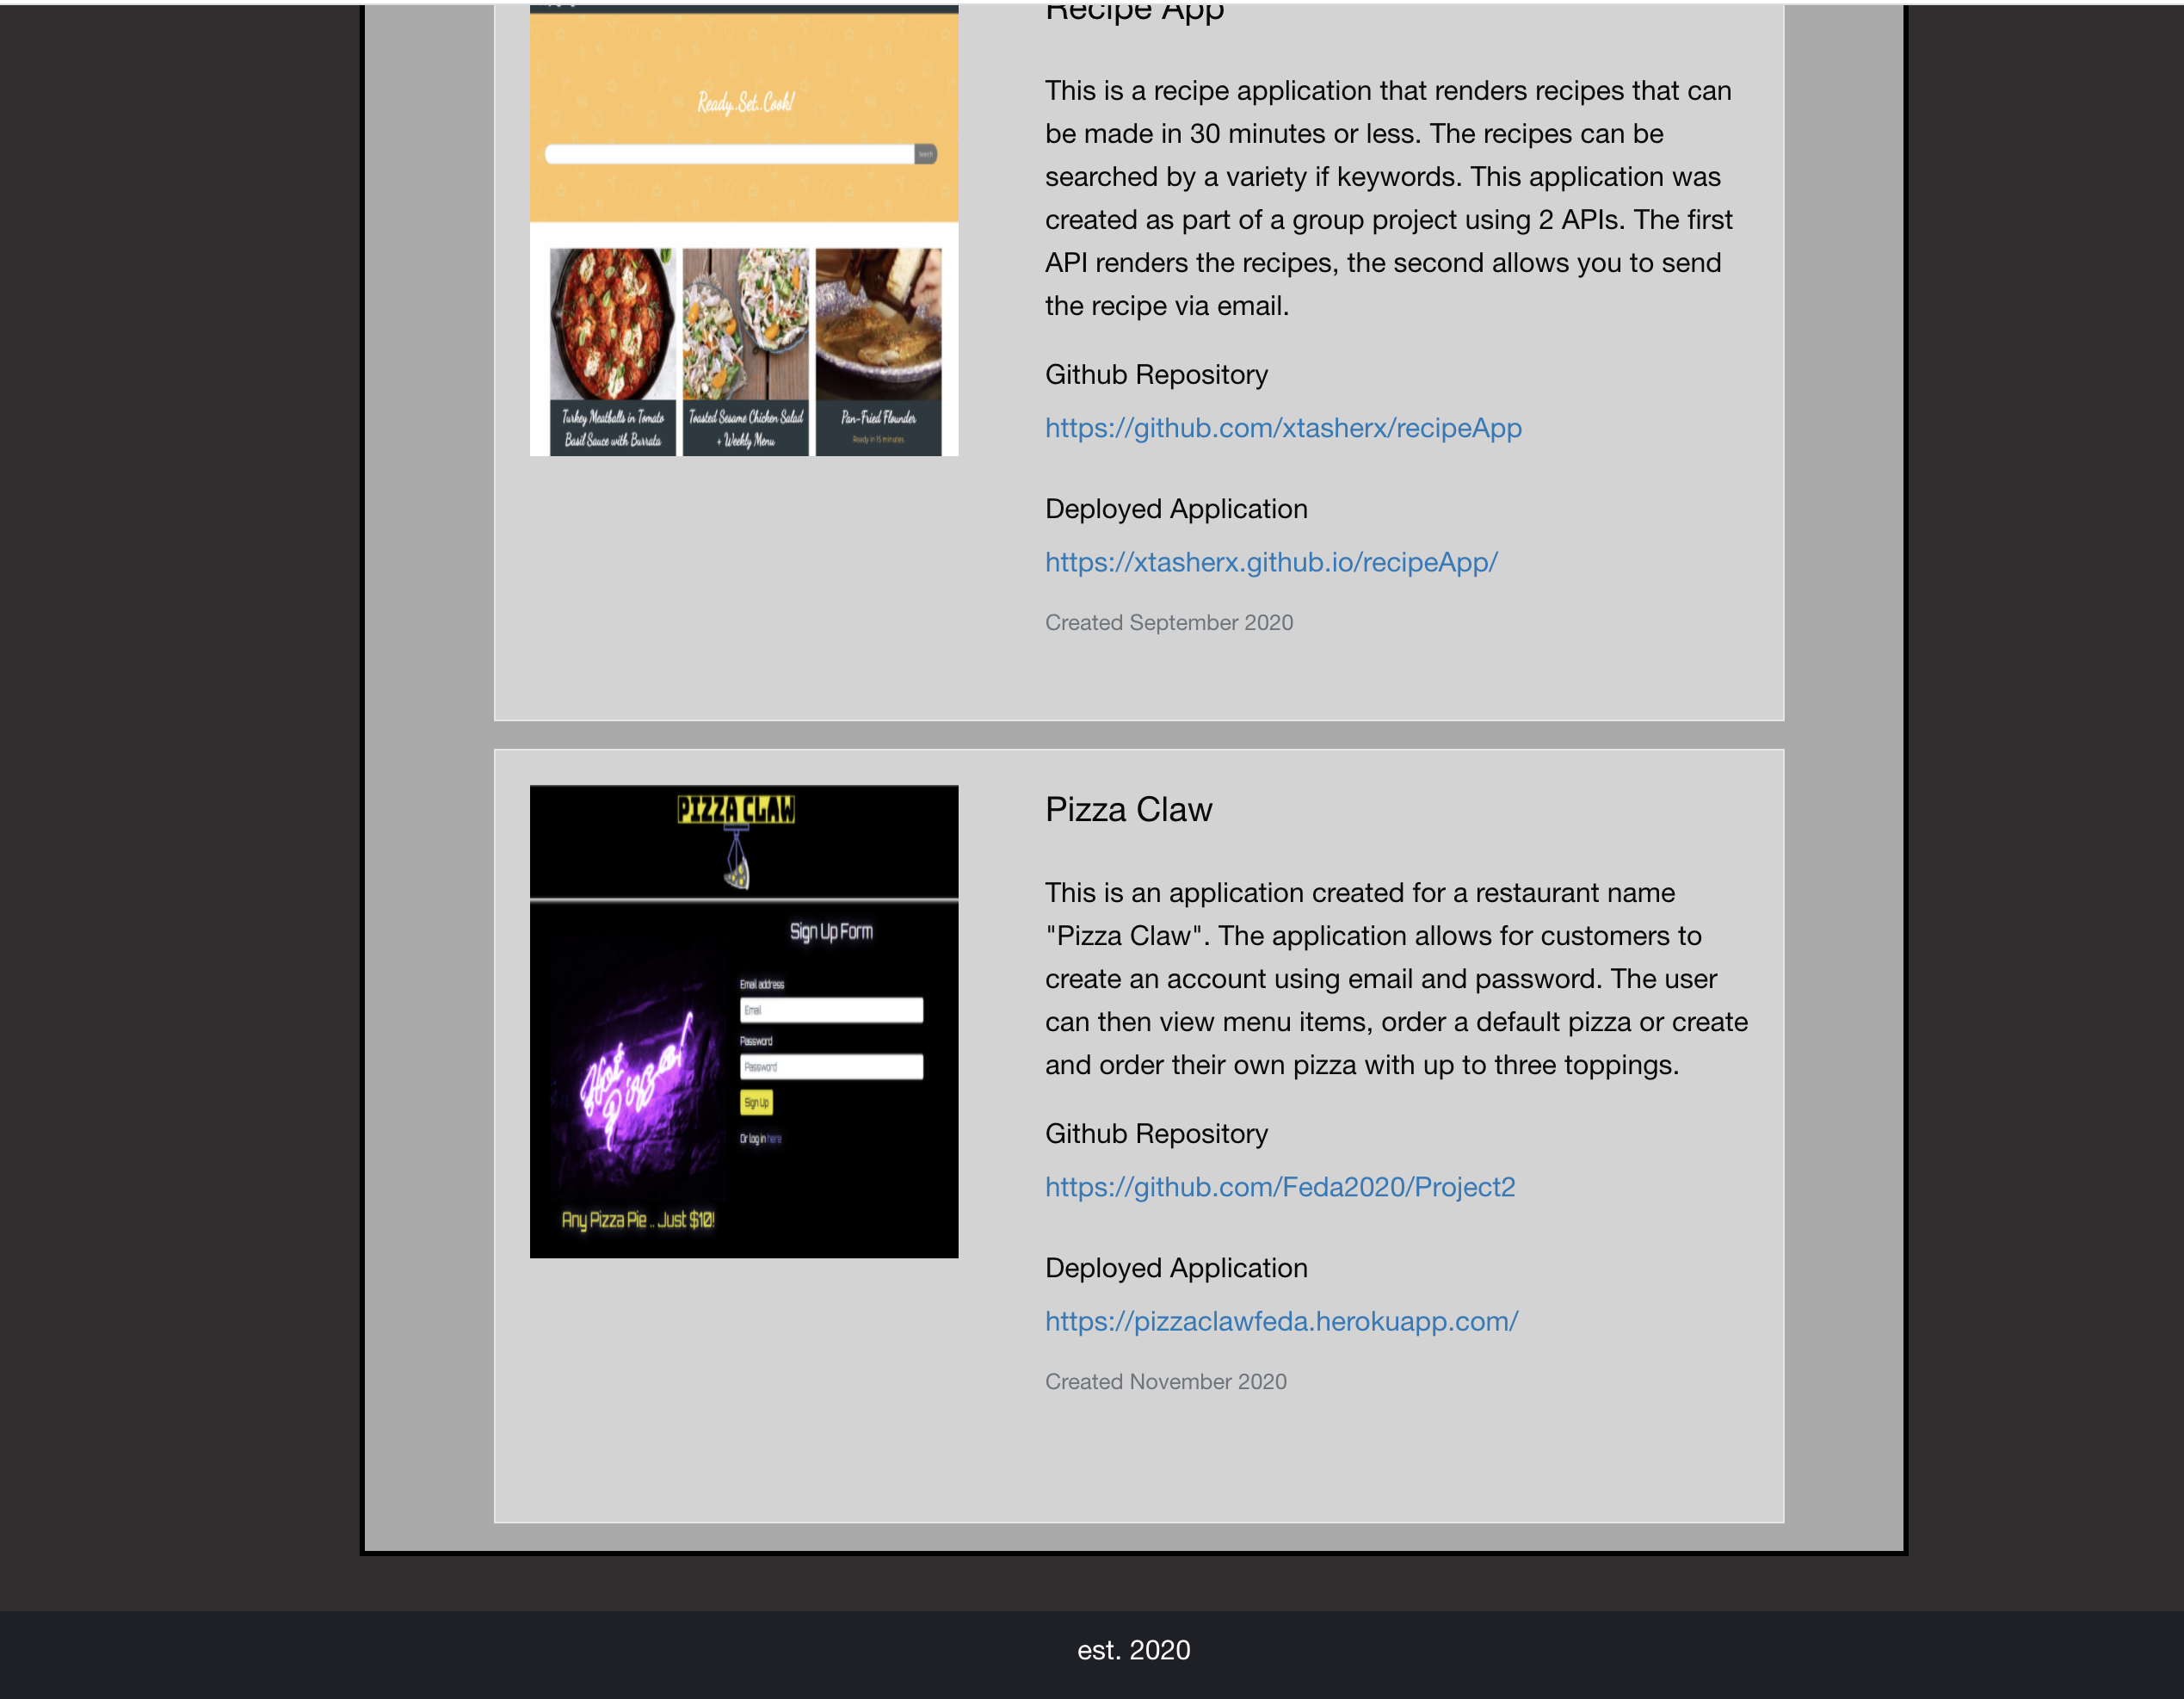 Recipe App
Ready..Set..Cook!
Search
Turkey Meatballs in Tomato
Basil Sauce with Burrata
Toasted Sesame Chicken Salad
+ Weekly Menu
Pan-Fried Flounder
Ready in 15 minutes
This is a recipe application that renders recipes that can
be made in 30 minutes or less. The recipes can be
searched by a variety if keywords. This application was
created as part of a group project using 2 APIs. The first
API renders the recipes, the second allows you to send
the recipe via email.
Github Repository
https://github.com/xtasherx/recipeApp
Deployed Application
https://xtasherx.github.io/recipeApp/
Created September 2020
PIZZA CLAW
Sign Up Form
Email address
Email
Password
Password
Sign Up
Or log in here
Hot Pizza!
Any Pizza Pie .. Just $10!
Pizza Claw
This is an application created for a restaurant name
"Pizza Claw". The application allows for customers to
create an account using email and password. The user
can then view menu items, order a default pizza or create
and order their own pizza with up to three toppings.
Github Repository
https://github.com/Feda2020/Project2
Deployed Application
https://pizzaclawfeda.herokuapp.com/
Created November 2020
est. 2020